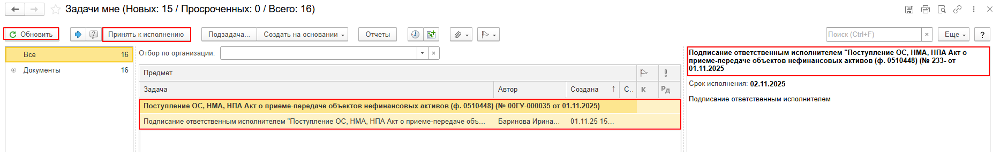 Задачи мне (Новых: 15 / Просроченных: 0 / Всего: 16)
Обновить Принять к исполнению Подзадача... Создать на основании Отчеты Поиск (Ctrl+F) × Еще ?
Все 16
Документы 16
Отбор по организации:
Предмет
Задача Автор Создана ↑ С.. К Рд
Поступление ОС, НМА, НПА Акт о приеме-передаче объектов нефинансовых активов (ф. 0510448) (№ 00ГУ-000035 от 01.11.2025)
Подписание ответственным исполнителем "Поступление ОС, НМА, НПА Акт о приеме-передаче объ... Баринова Ирина... 01.11.25 15...
Подписание ответственным исполнителем "Поступление ОС, НМА, НПА Акт о
приеме-передаче объектов нефинансовых активов (ф. 0510448) (№ 233- от
01.11.2025
Срок исполнения: 02.11.2025
Подписание ответственным исполнителем